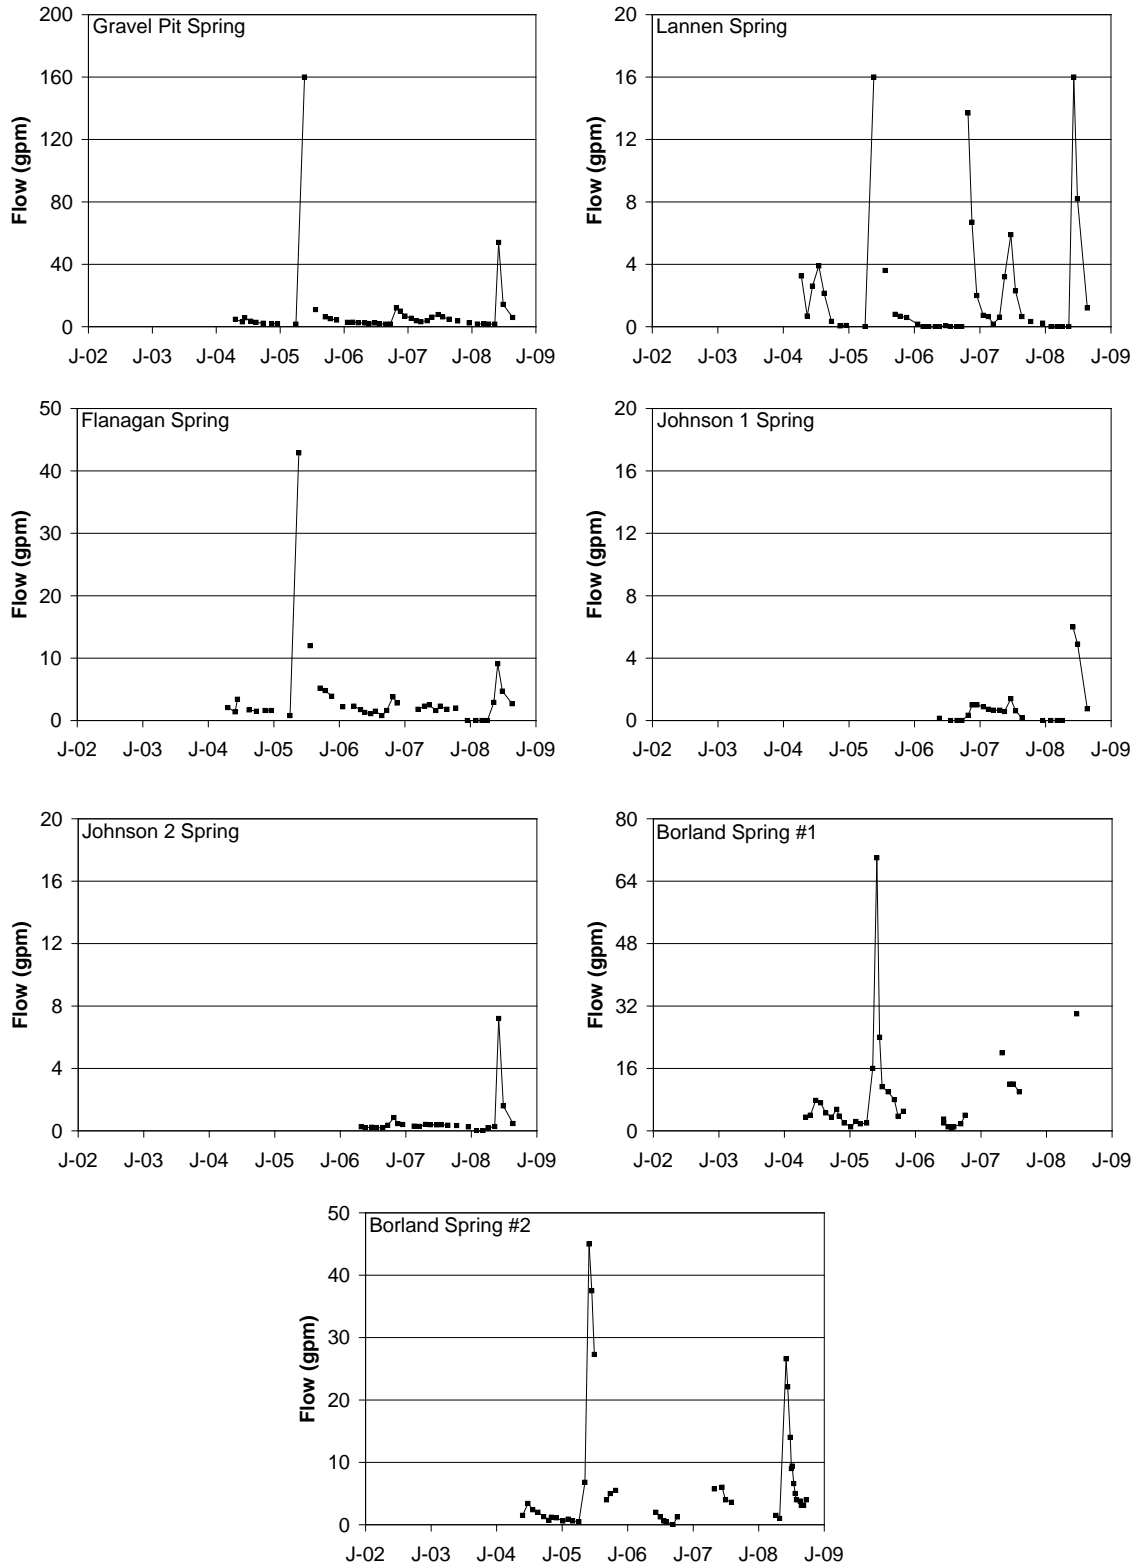 Gravel Pit Spring
Flow (gpm)
200
160
120
80
40
0
J-02 J-03 J-04 J-05 J-06 J-07 J-08 J-09
Lannen Spring
Flow (gpm)
20
16
12
8
4
0
J-02 J-03 J-04 J-05 J-06 J-07 J-08 J-09
Flanagan Spring
Flow (gpm)
50
40
30
20
10
0
J-02 J-03 J-04 J-05 J-06 J-07 J-08 J-09
Johnson 1 Spring
Flow (gpm)
20
16
12
8
4
0
J-02 J-03 J-04 J-05 J-06 J-07 J-08 J-09
Johnson 2 Spring
Flow (gpm)
20
16
12
8
4
0
J-02 J-03 J-04 J-05 J-06 J-07 J-08 J-09
Borland Spring #1
Flow (gpm)
80
64
48
32
16
0
J-02 J-03 J-04 J-05 J-06 J-07 J-08 J-09
Borland Spring #2
Flow (gpm)
50
40
30
20
10
0
J-02 J-03 J-04 J-05 J-06 J-07 J-08 J-09